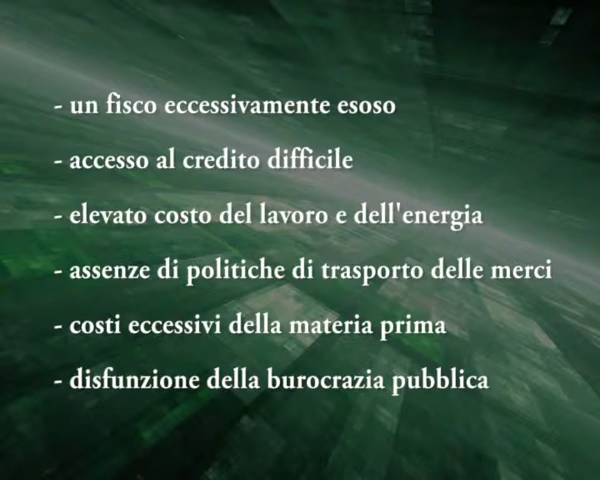 - un fisco eccessivamente esoso
- accesso al credito difficile
- elevato costo del lavoro e dell'energia
- assenze di politiche di trasporto delle merci
- costi eccessivi della materia prima
- disfunzione della burocrazia pubblica